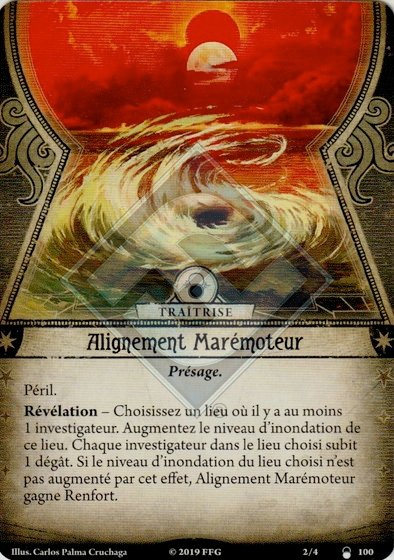 TRAÎTRISE
Alignement Marémoteur
Présage.
Péril.
Révélation – Choisissez un lieu où il y a au moins
1 investigateur. Augmentez le niveau d'inondation de
ce lieu. Chaque investigateur dans le lieu choisi subit
1 dégât. Si le niveau d'inondation du lieu choisi n'est
pas augmenté par cet effet, Alignement Marémoteur
gagne Renfort.
Illus. Carlos Palma Cruchaga © 2019 FFG 2/4 100